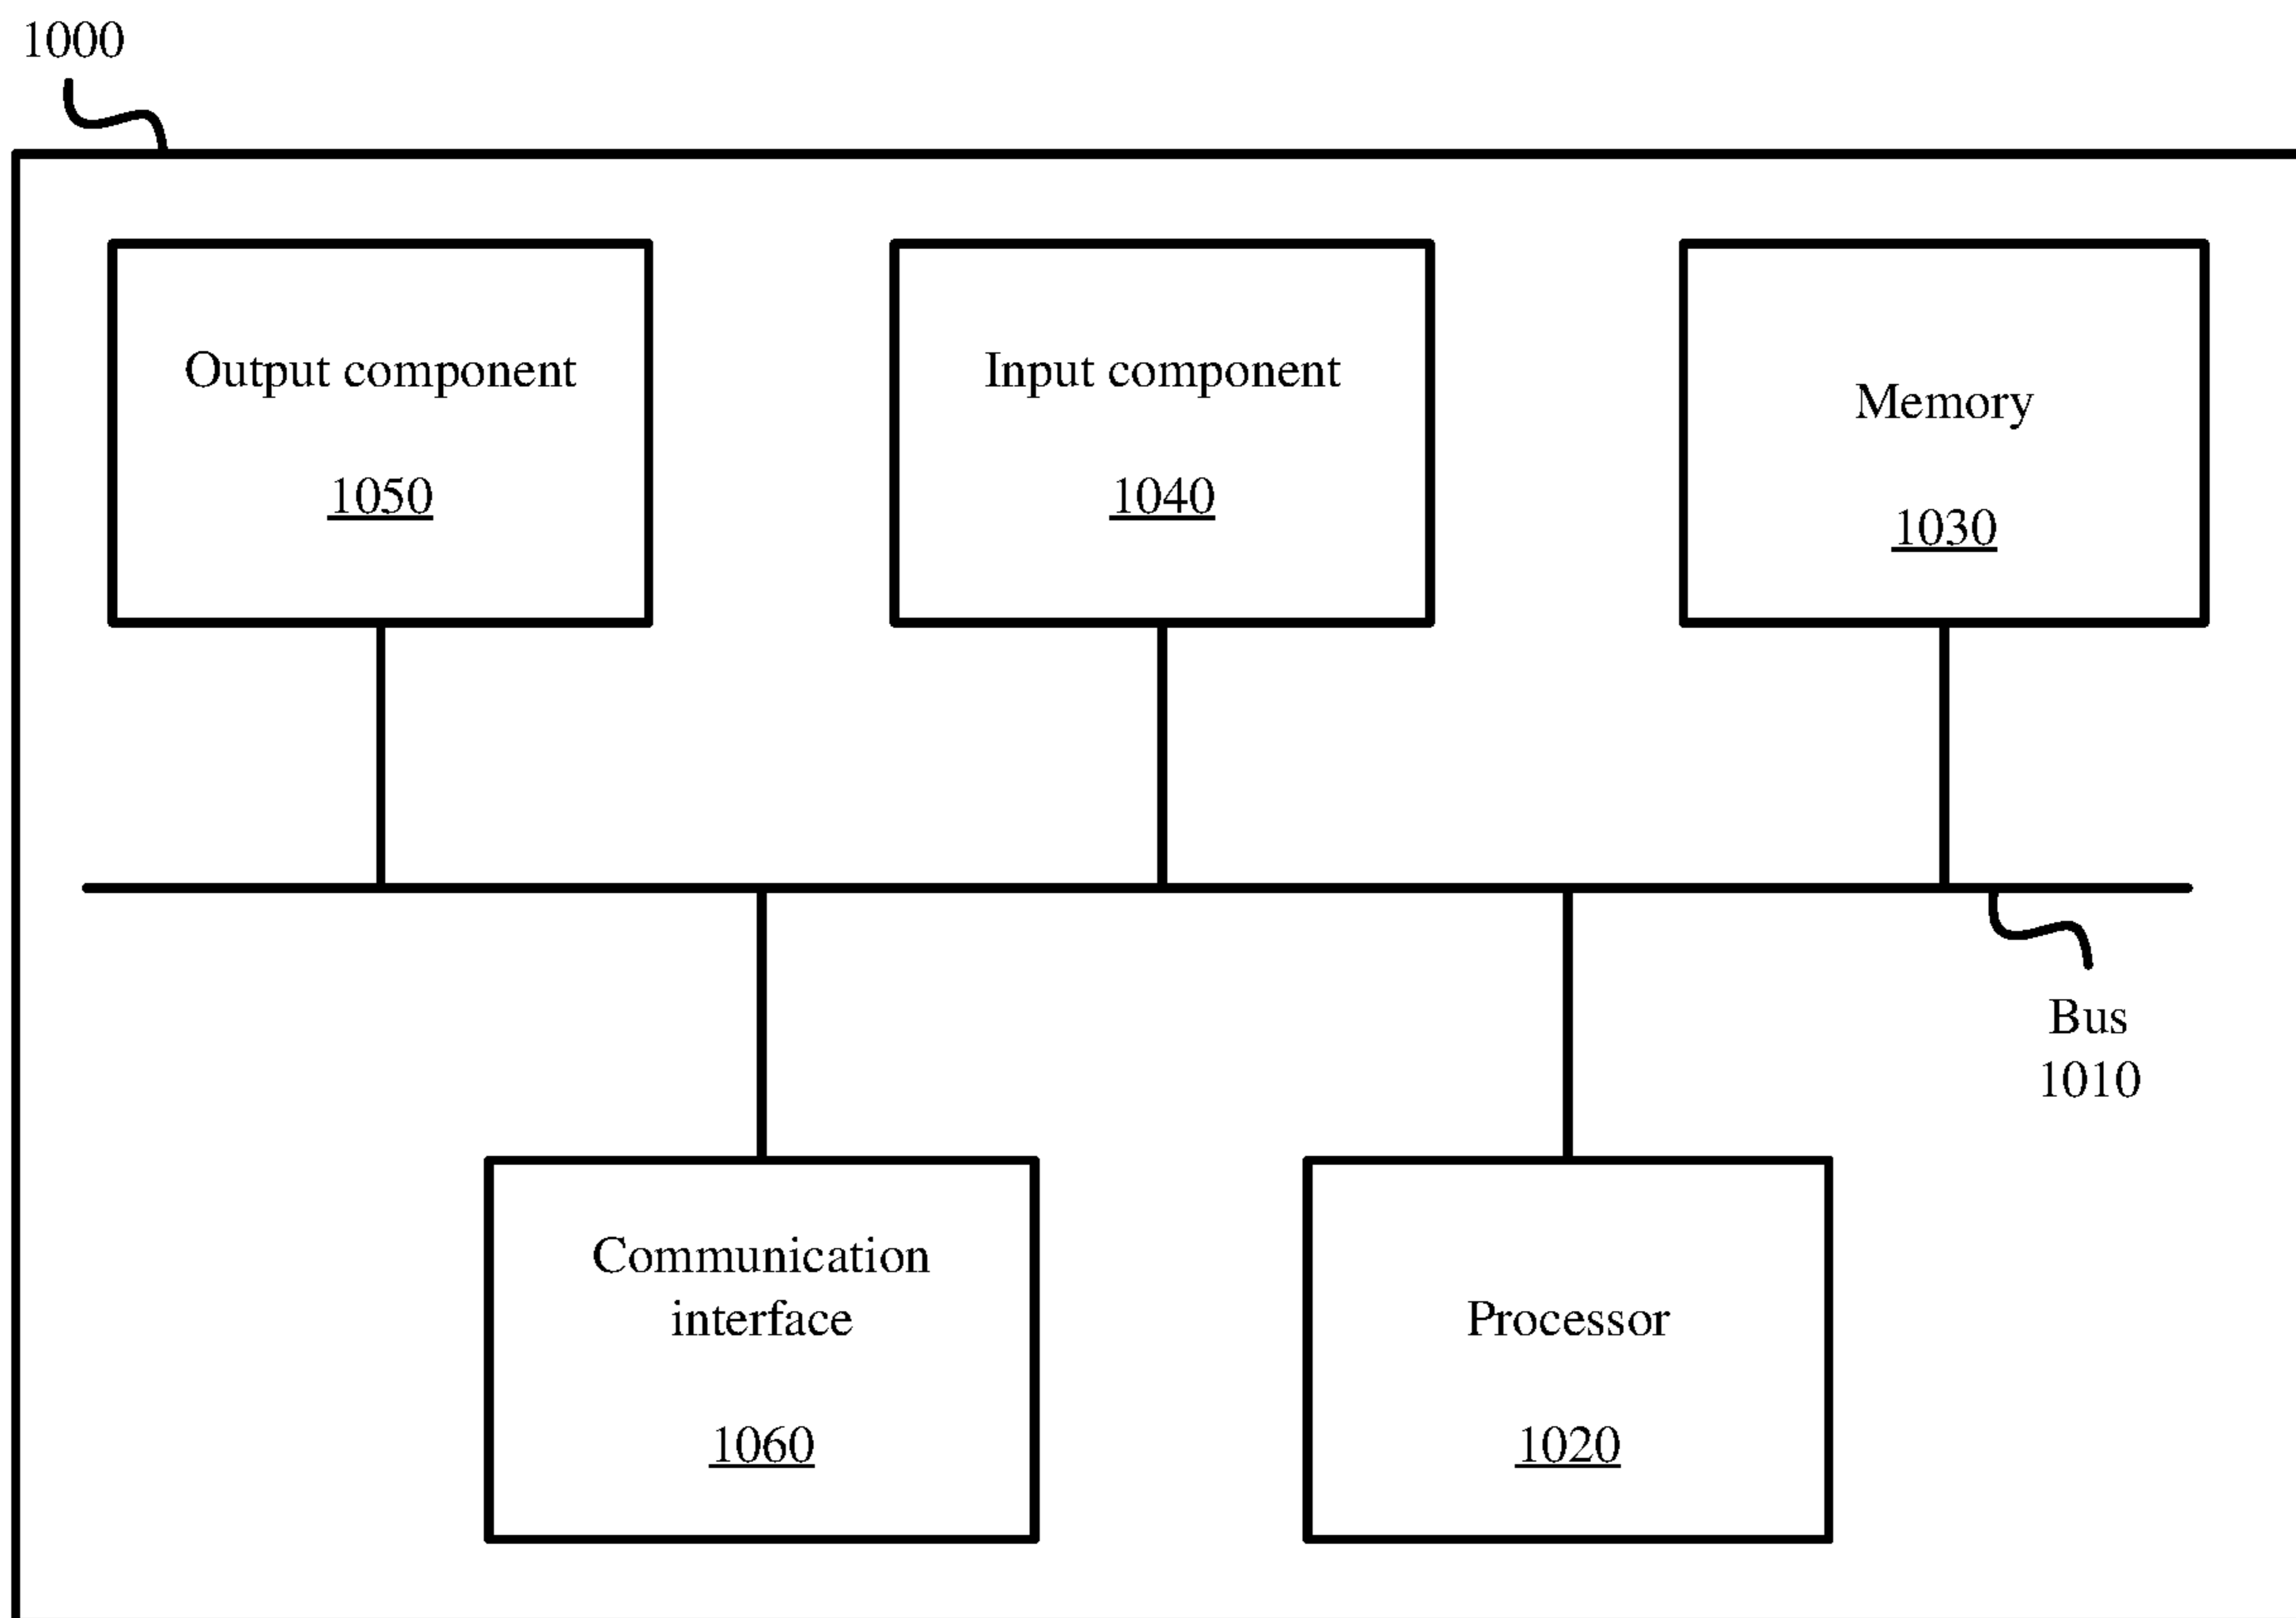 1000
Output component
1050
Input component
1040
Memory
1030
Bus
1010
Communication
interface
1060
Processor
1020